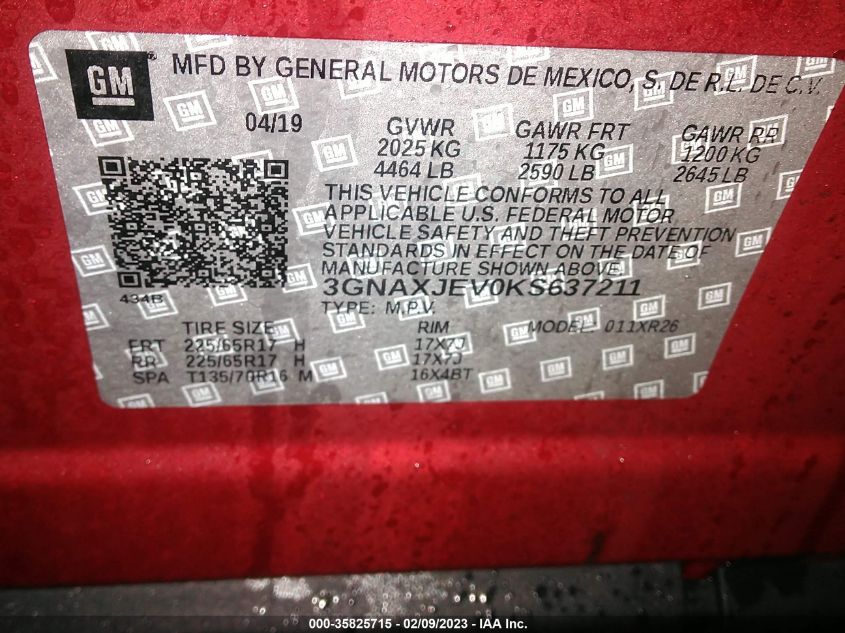 GM MFD BY GENERAL MOTORS DE MEXICO, S. DE R.L. DE C.V.
04/19 GVWR GAWR FRT GAWR RR
2025 KG 1175 KG 1200 KG
4464 LB 2590 LB 2645 LB
THIS VEHICLE CONFORMS TO ALL
APPLICABLE U.S. FEDERAL MOTOR
VEHICLE SAFETY AND THEFT PREVENTION
STANDARDS IN EFFECT ON THE DATE OF
MANUFACTURE SHOWN ABOVE.
3GNAXJEV0KS637211
434B TYPE: M.P.V.
TIRE SIZE RIM MODEL: 011XR26
FRT 225/65R17 H 17X7J
RR 225/65R17 H 17X7J
SPA T135/70R16 M 16X4BT
000-35825715 - 02/09/2023 - IAA Inc.